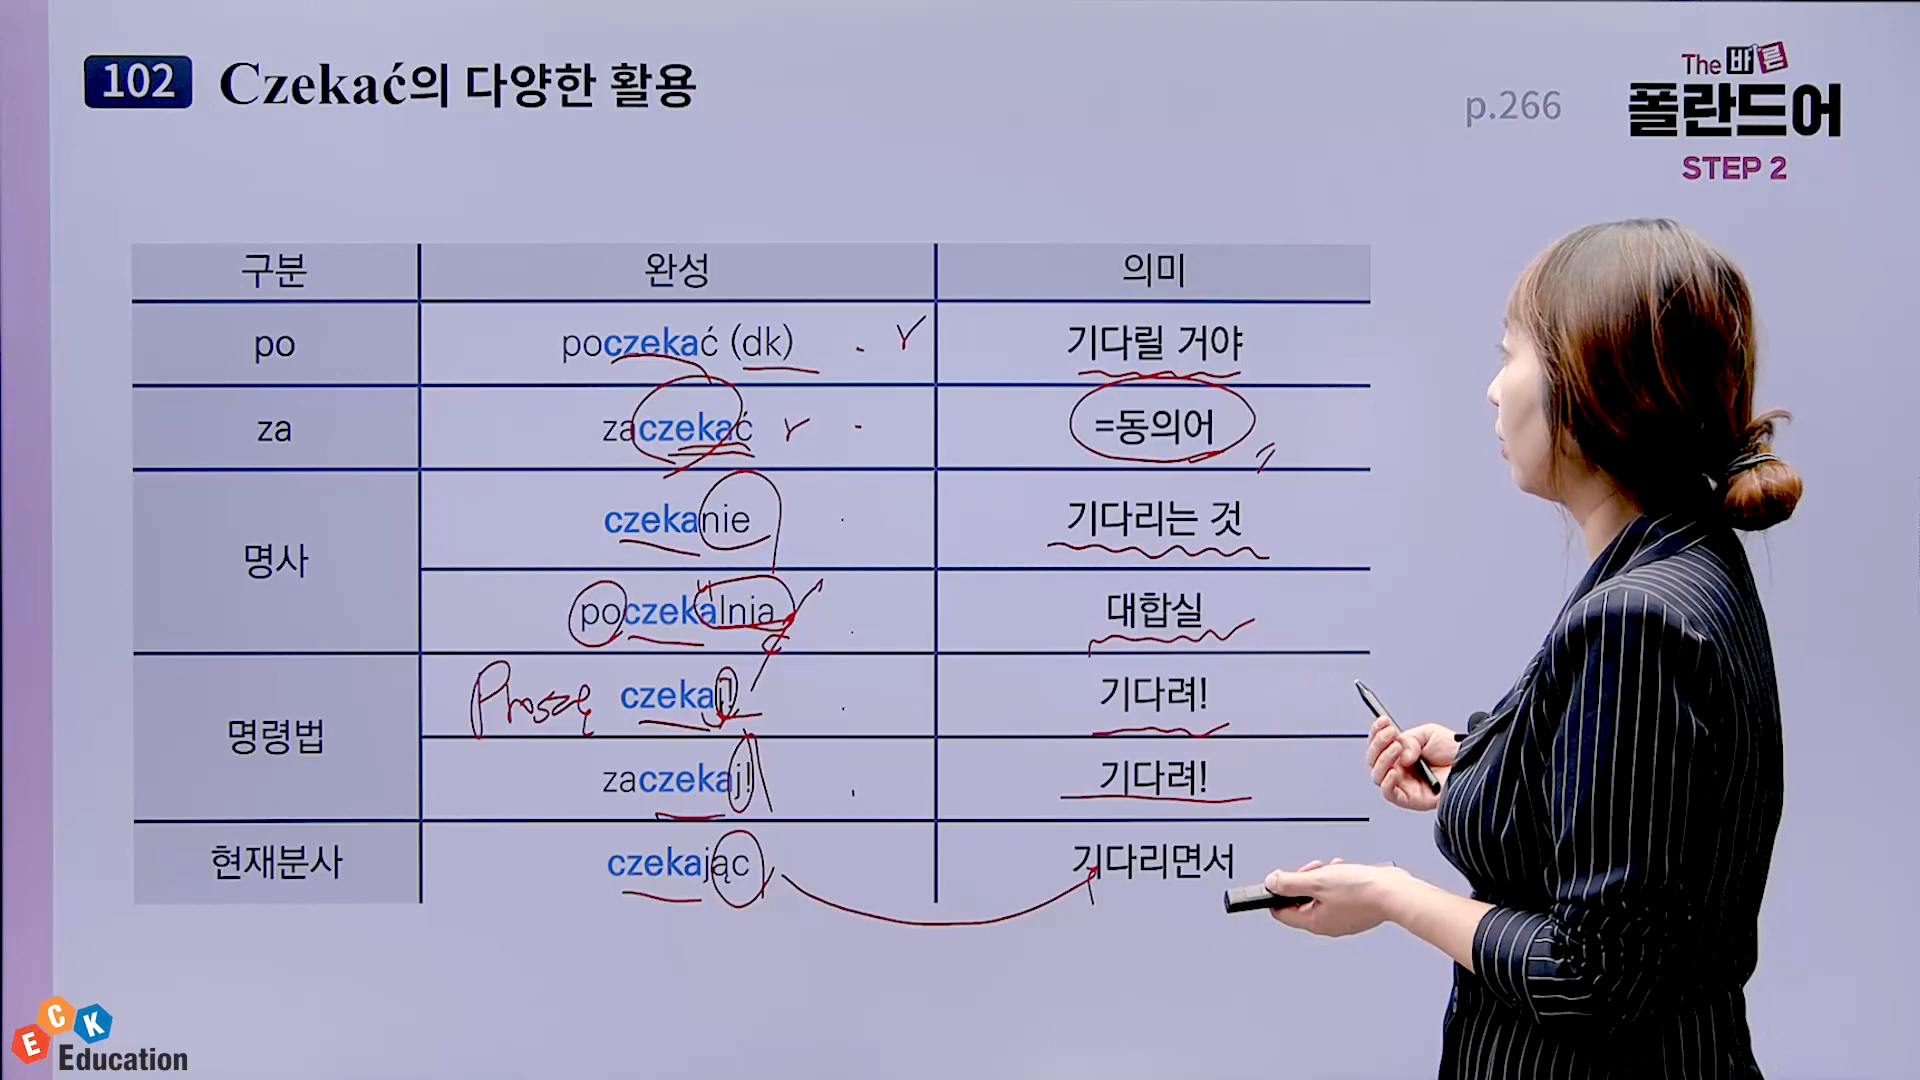 102 Czekać의 다양한 활용
p.266
The 바른
폴란드어
STEP 2
구분 완성 의미
po poczekać (dk) 기다릴 거야
za zaczekać =동의어
명사 czekanie 기다리는 것
poczekalnia 대합실
명령법 Proszę czekaj! 기다려!
zaczekaj! 기다려!
현재분사 czekając 기다리면서
ECK
Education